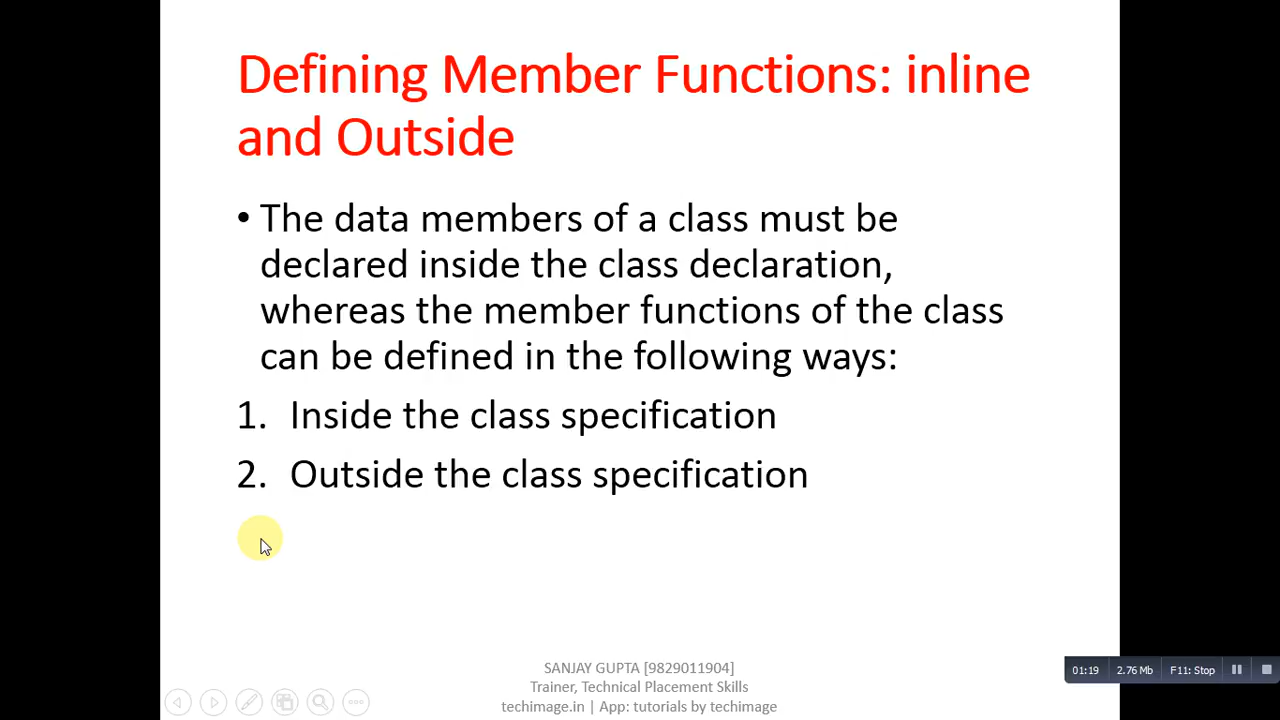 Defining Member Functions: inline
and Outside
• The data members of a class must be
declared inside the class declaration,
whereas the member functions of the class
can be defined in the following ways:
1. Inside the class specification
2. Outside the class specification
SANJAY GUPTA [9829011904]
Trainer, Technical Placement Skills
techimage.in | App: tutorials by techimage
01:19 2.76 Mb F11: Stop